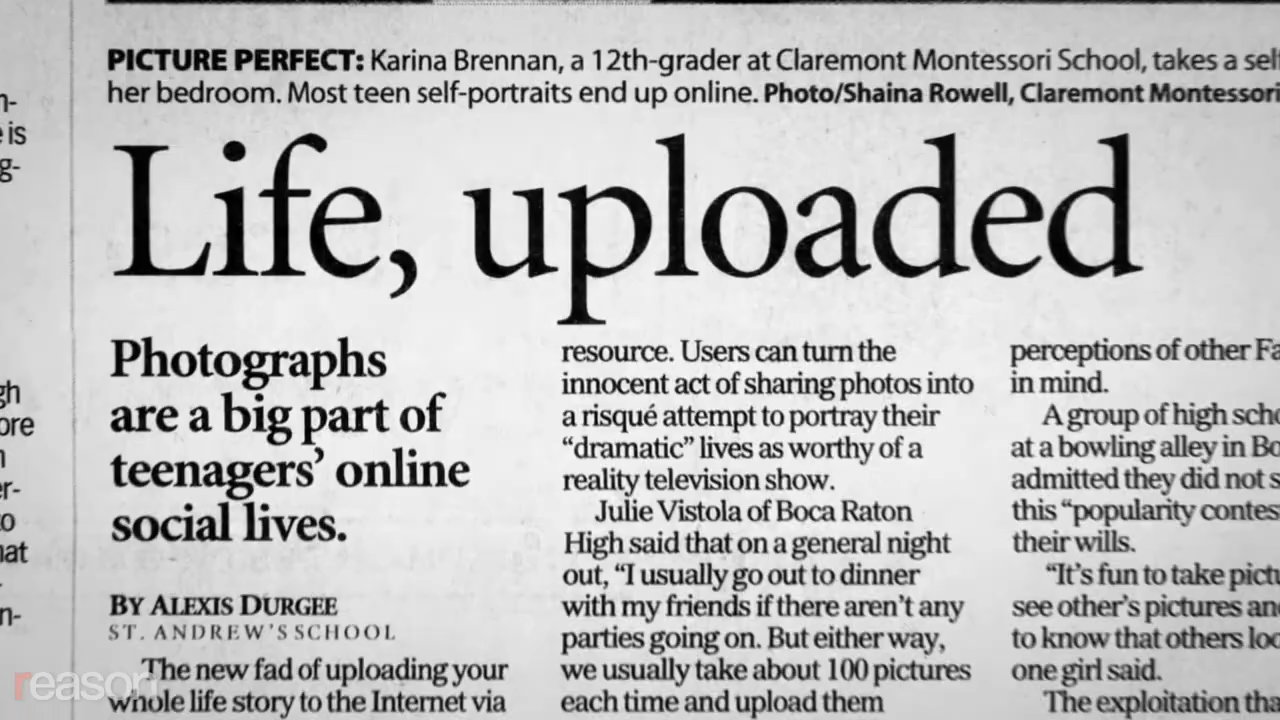 PICTURE PERFECT: Karina Brennan, a 12th-grader at Claremont Montessori School, takes a sel
her bedroom. Most teen self-portraits end up online. Photo/Shaina Rowell, Claremont Montessori
Life, uploaded
Photographs
are a big part of
teenagers’ online
social lives.
BY ALEXIS DURGEE
ST. ANDREW’S SCHOOL
The new fad of uploading your
whole life story to the Internet via
resource. Users can turn the
innocent act of sharing photos into
a risqué attempt to portray their
“dramatic” lives as worthy of a
reality television show.
Julie Vistola of Boca Raton
High said that on a general night
out, “I usually go out to dinner
with my friends if there aren’t any
parties going on. But either way,
we usually take about 100 pictures
each time and upload them
perceptions of other Fa
in mind.
A group of high scho
at a bowling alley in Bo
admitted they did not s
this “popularity contes
their wills.
“It’s fun to take pictu
see other’s pictures and
to know that others loo
one girl said.
The exploitation tha
reason